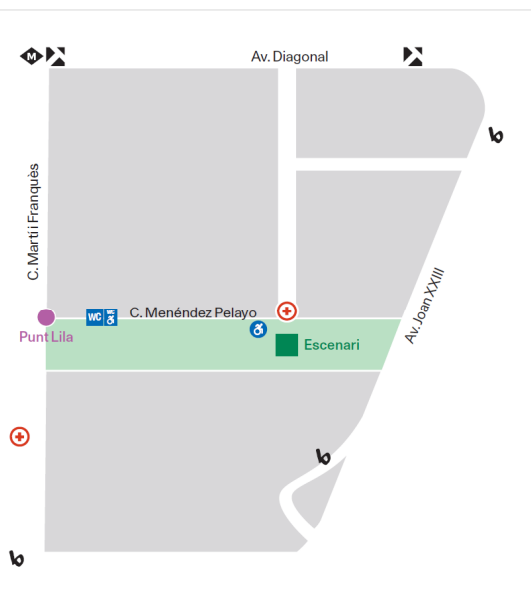 M
Av. Diagonal
C. Martí i Franquès
WC
C. Menéndez Pelayo
Punt Lila
Escenari
Av. Joan XXIII